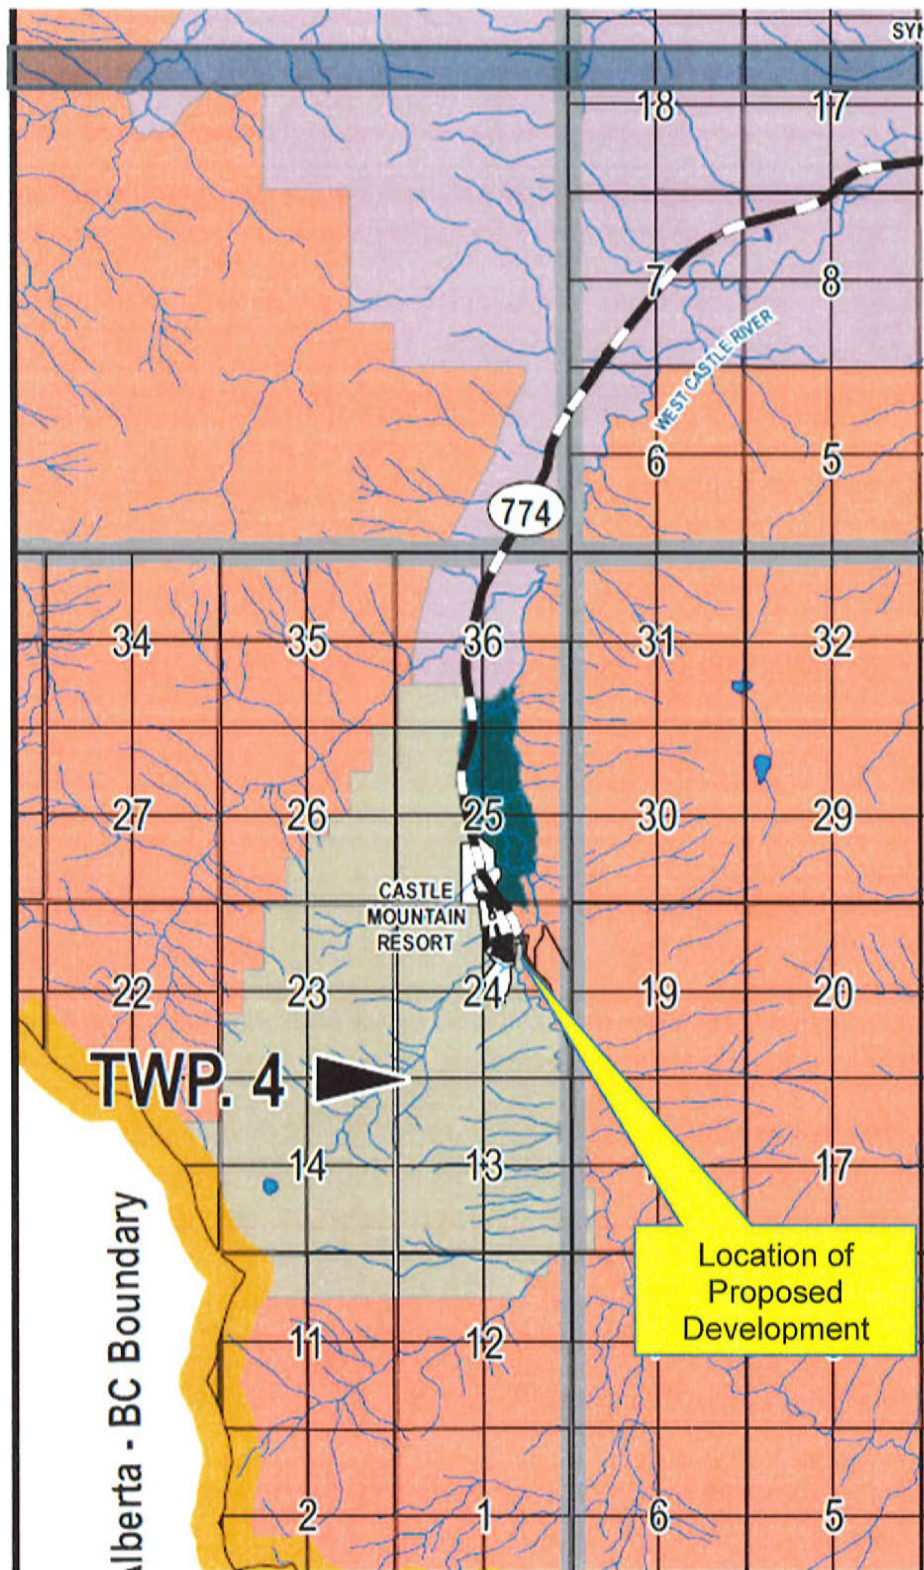 SYN
18 17
7 8
WEST CASTLE RIVER
6 5
774
34 35 36 31 32
27 26 25 30 29
CASTLE
MOUNTAIN
RESORT
22 23 24 19 20
TWP. 4
14 13 17
Location of
Proposed
Development
11 12
Alberta - BC Boundary
2 1 6 5